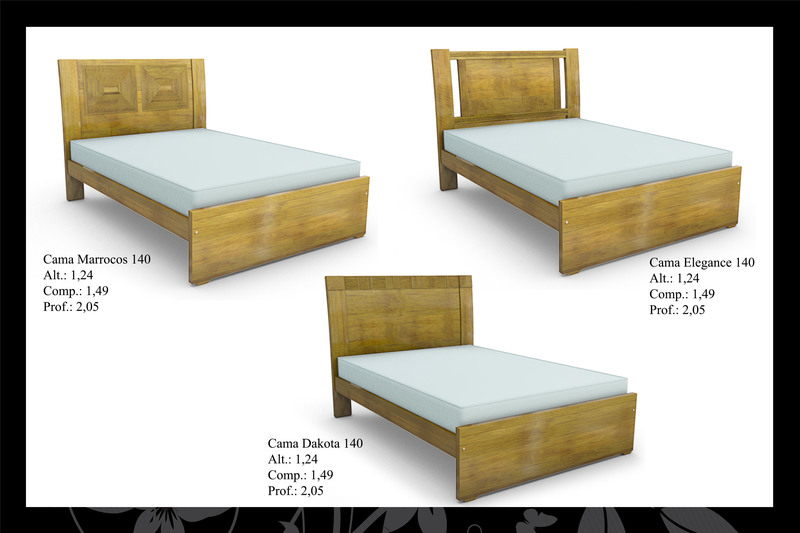 Cama Marrocos 140
Alt.: 1,24
Comp.: 1,49
Prof.: 2,05
Cama Elegance 140
Alt.: 1,24
Comp.: 1,49
Prof.: 2,05
Cama Dakota 140
Alt.: 1,24
Comp.: 1,49
Prof.: 2,05